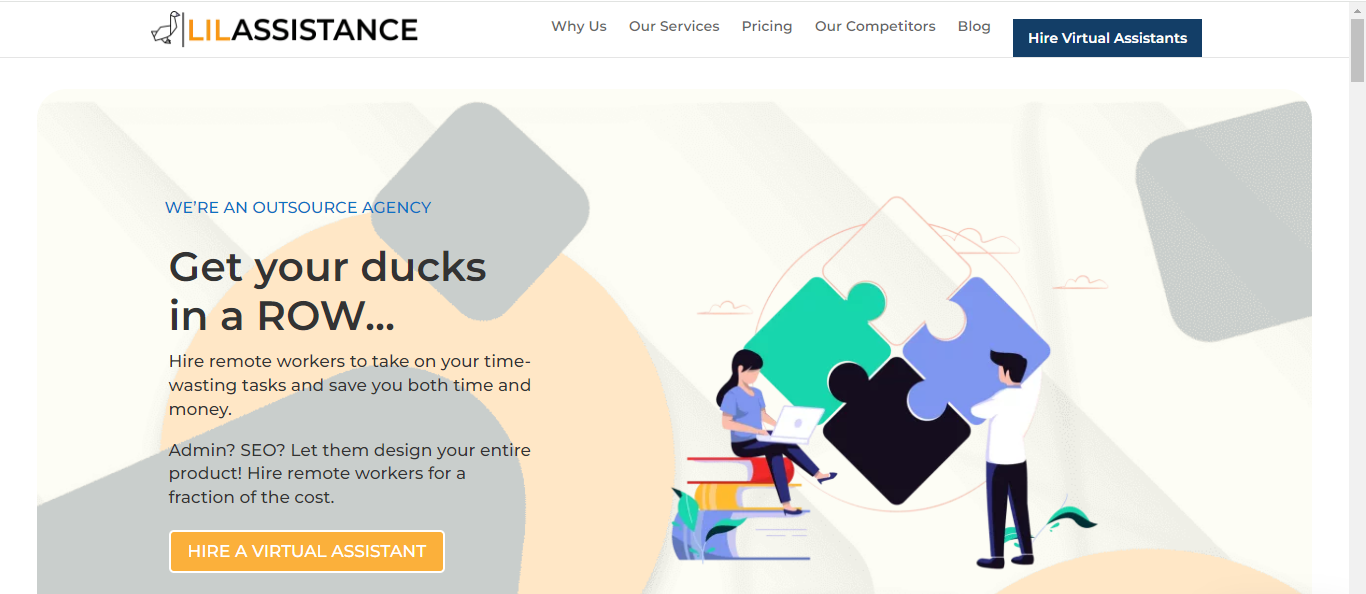 LILASSISTANCE
Why Us
Our Services
Pricing
Our Competitors
Blog
Hire Virtual Assistants
WE’RE AN OUTSOURCE AGENCY
Get your ducks
in a ROW...
Hire remote workers to take on your time-
wasting tasks and save you both time and
money.
Admin? SEO? Let them design your entire
product! Hire remote workers for a
fraction of the cost.
HIRE A VIRTUAL ASSISTANT